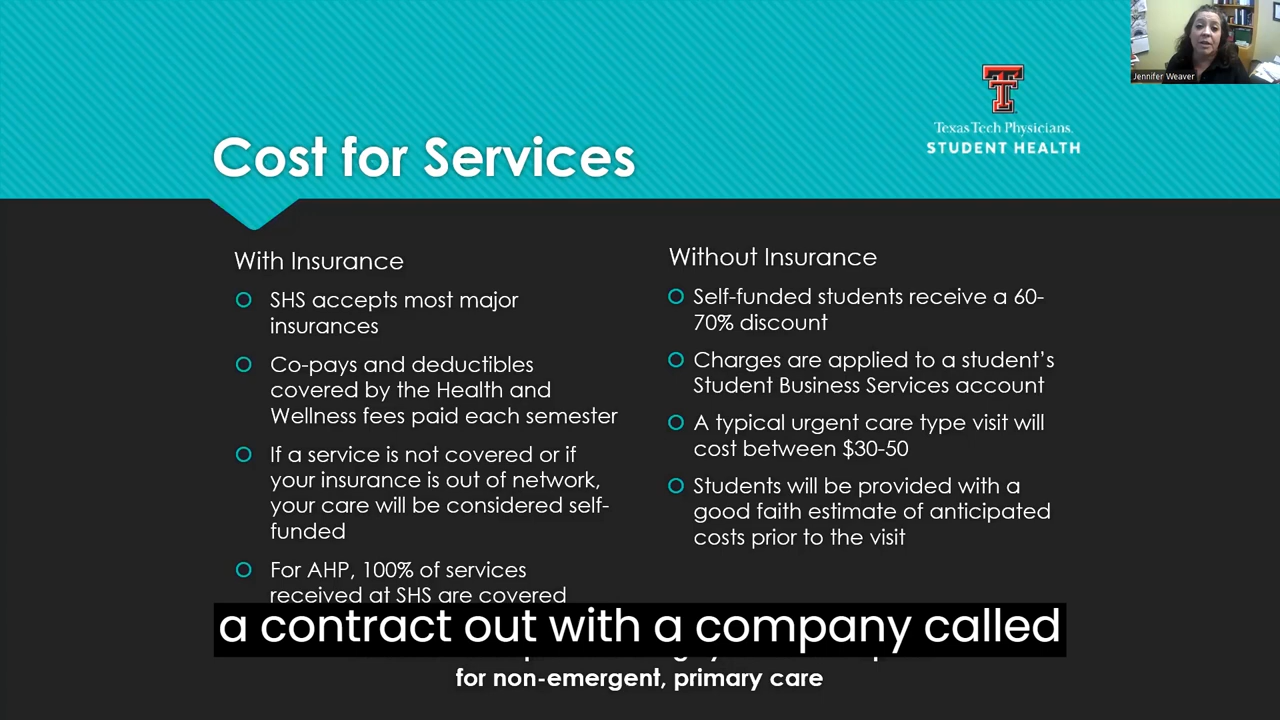 Jennifer Weaver
Texas Tech Physicians.
STUDENT HEALTH
Cost for Services
With Insurance
SHS accepts most major
insurances
Co-pays and deductibles
covered by the Health and
Wellness fees paid each semester
If a service is not covered or if
your insurance is out of network,
your care will be considered self-
funded
For AHP, 100% of services
received at SHS are covered
Without Insurance
Self-funded students receive a 60-
70% discount
Charges are applied to a student’s
Student Business Services account
A typical urgent care type visit will
cost between $30-50
Students will be provided with a
good faith estimate of anticipated
costs prior to the visit
a contract out with a company called
for non-emergent, primary care